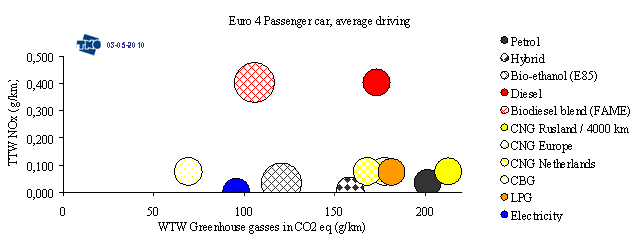 Euro 4 Passenger car, average driving
TNO 03-05-2010
TTW NOx (g/km)
0,500
0,400
0,300
0,200
0,100
0,000
0
50
100
150
200
WTW Greenhouse gasses in CO2 eq (g/km)
Petrol
Hybrid
Bio-ethanol (E85)
Diesel
Biodiesel blend (FAME)
CNG Rusland / 4000 km
CNG Europe
CNG Netherlands
CBG
LPG
Electricity